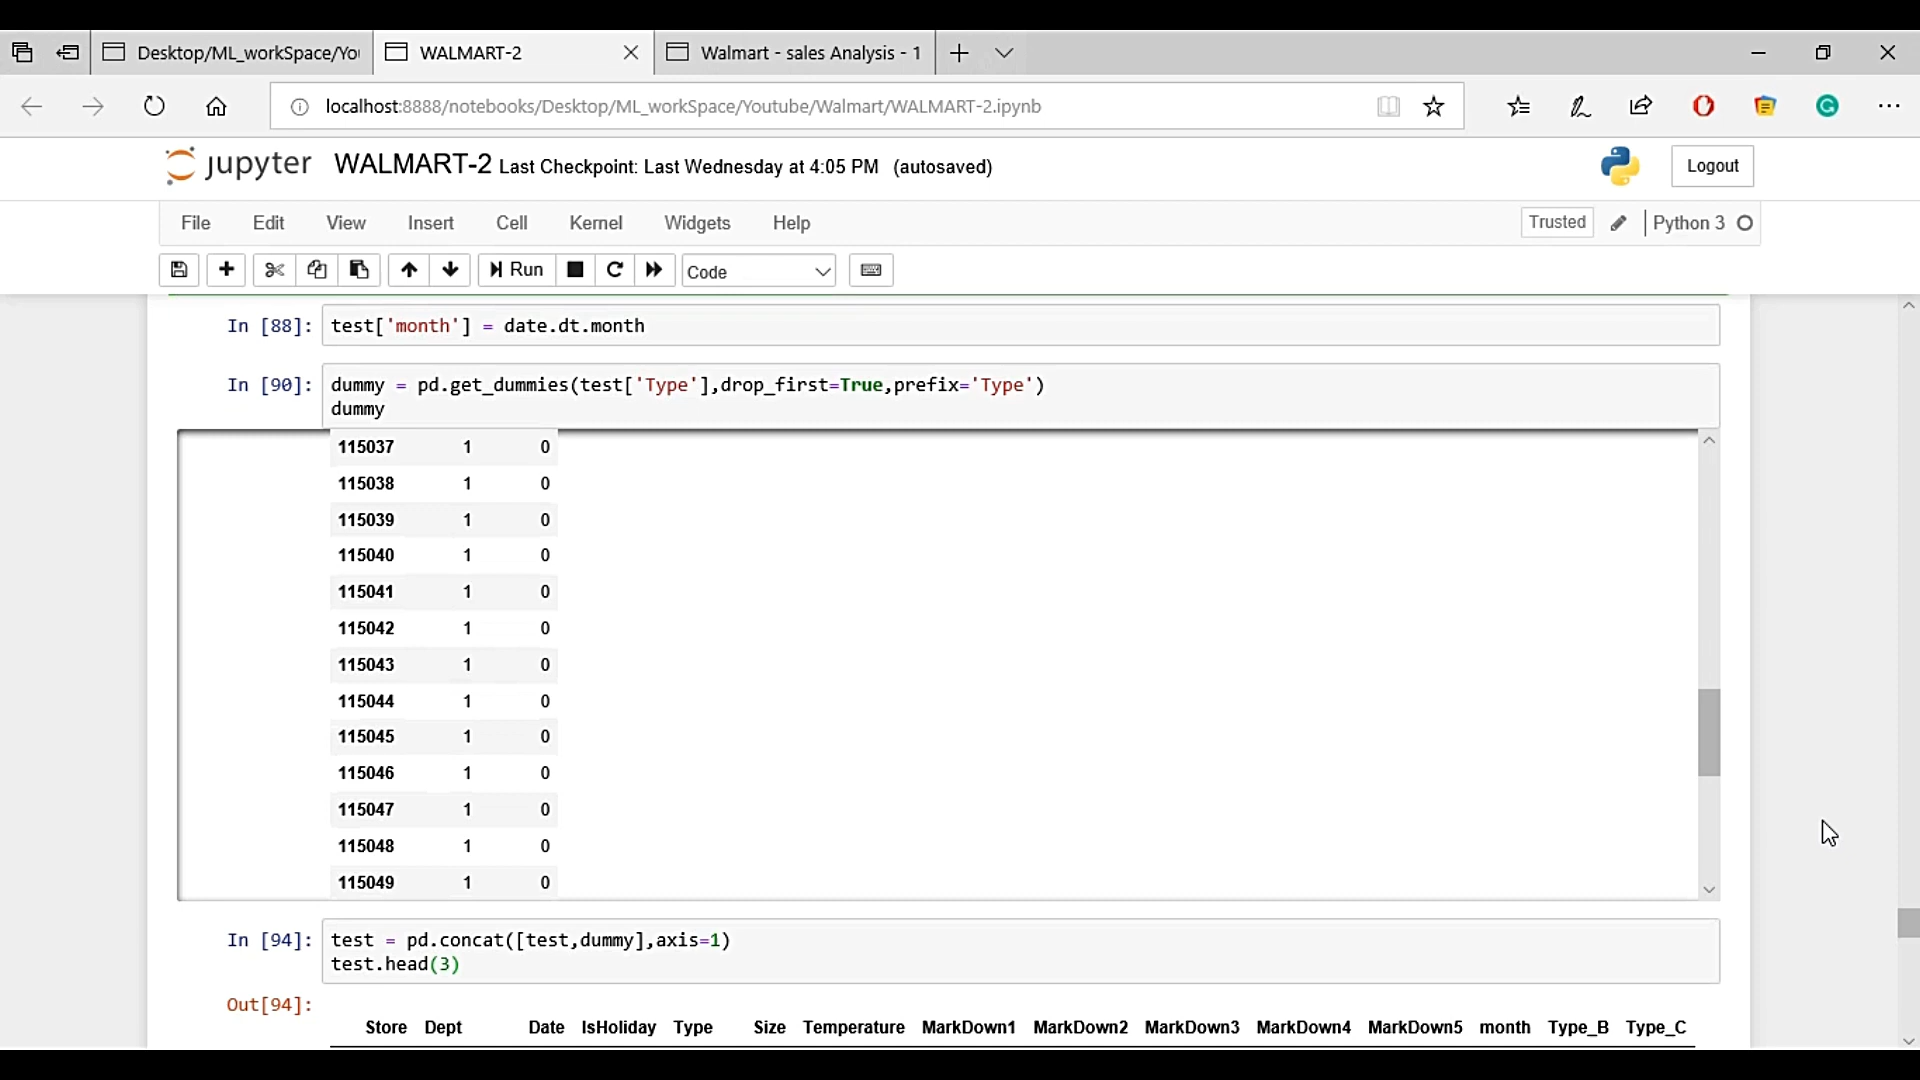 Desktop/ML_workSpace/You
WALMART-2
Walmart - sales Analysis - 1
localhost:8888/notebooks/Desktop/ML_workSpace/Youtube/Walmart/WALMART-2.ipynb
jupyter WALMART-2 Last Checkpoint: Last Wednesday at 4:05 PM (autosaved)
Logout
File Edit View Insert Cell Kernel Widgets Help
Trusted Python 3
Run Code
In [88]: test['month'] = date.dt.month
In [90]: dummy = pd.get_dummies(test['Type'],drop_first=True,prefix='Type')
dummy
115037 1 0
115038 1 0
115039 1 0
115040 1 0
115041 1 0
115042 1 0
115043 1 0
115044 1 0
115045 1 0
115046 1 0
115047 1 0
115048 1 0
115049 1 0
In [94]: test = pd.concat([test,dummy],axis=1)
test.head(3)
Out[94]:
Store Dept Date IsHoliday Type Size Temperature MarkDown1 MarkDown2 MarkDown3 MarkDown4 MarkDown5 month Type_B Type_C